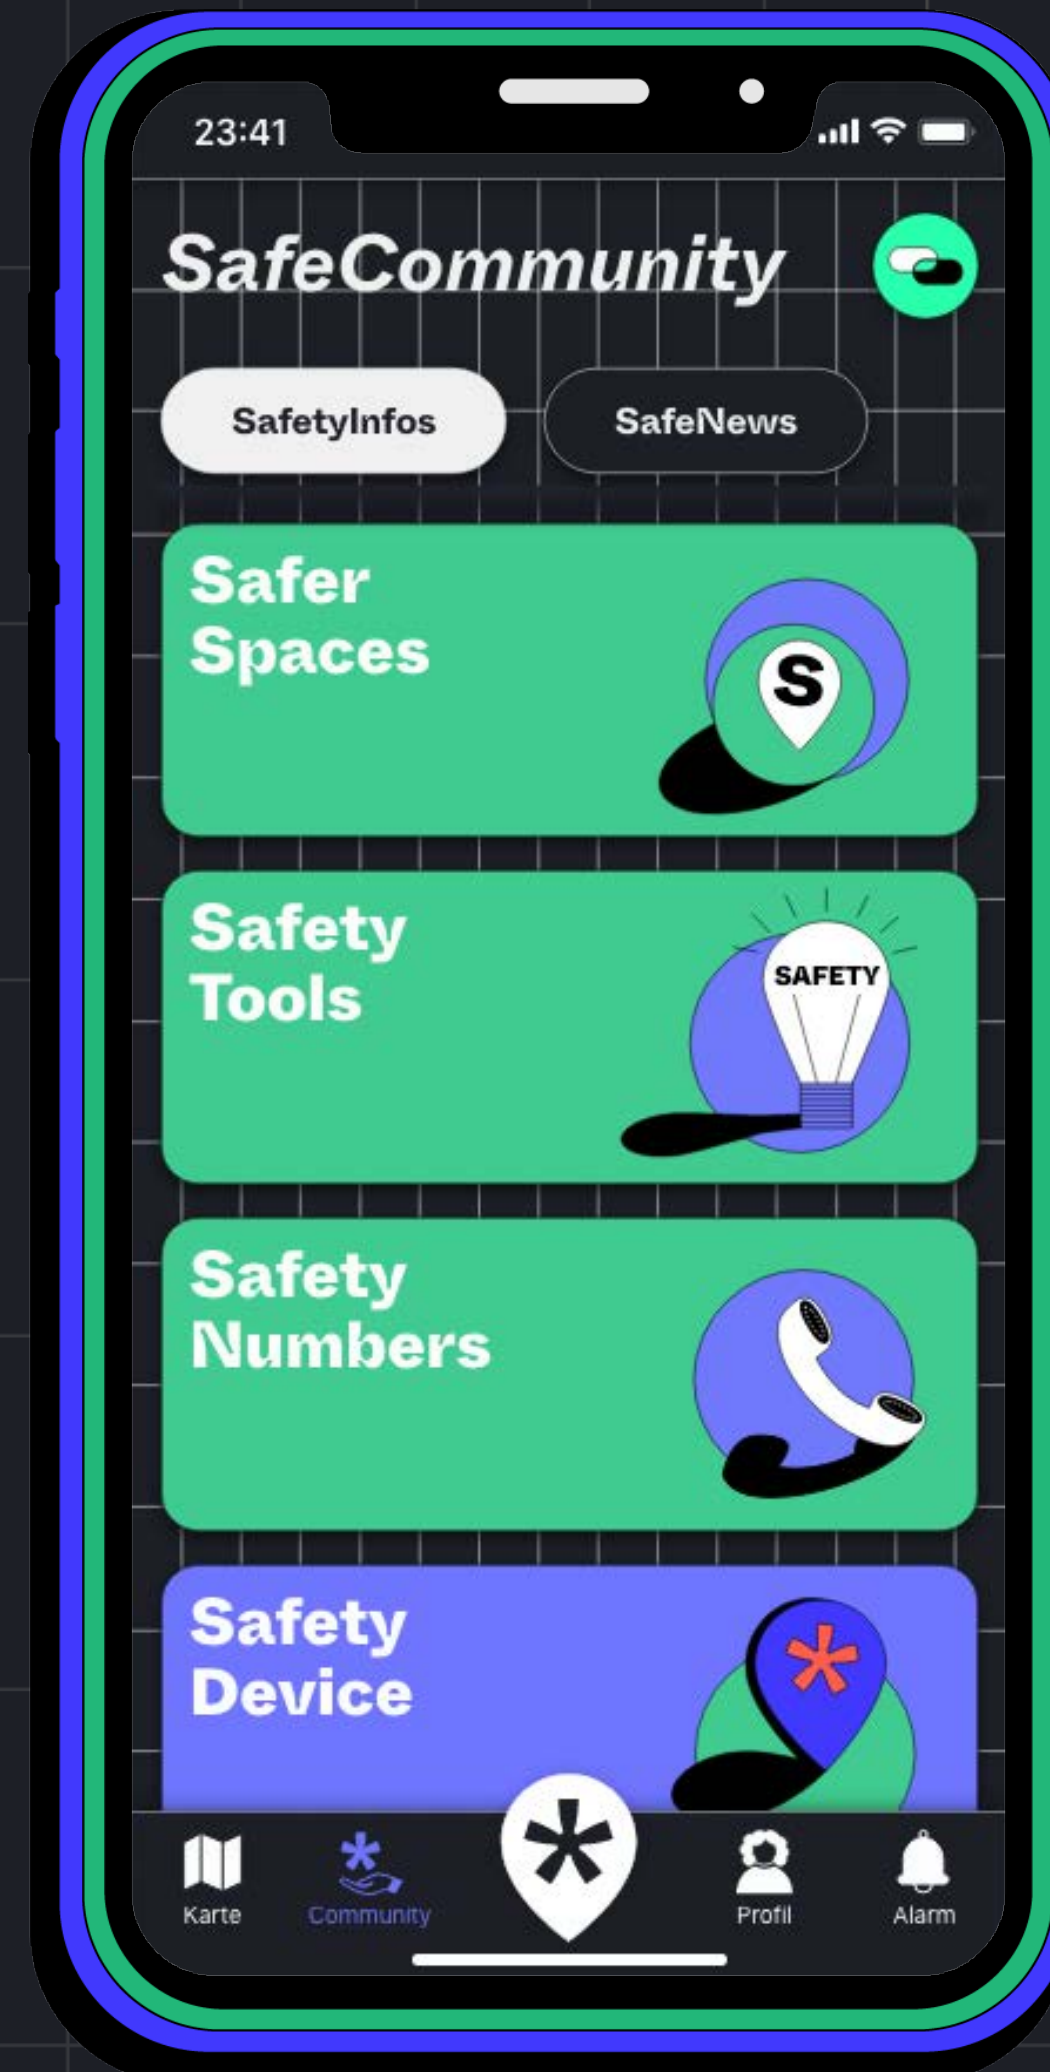 23:41
SafeCommunity
SafetyInfos
SafeNews
Safer
Spaces
S
Safety
Tools
SAFETY
Safety
Numbers
Safety
Device
Karte
Community
Profil
Alarm